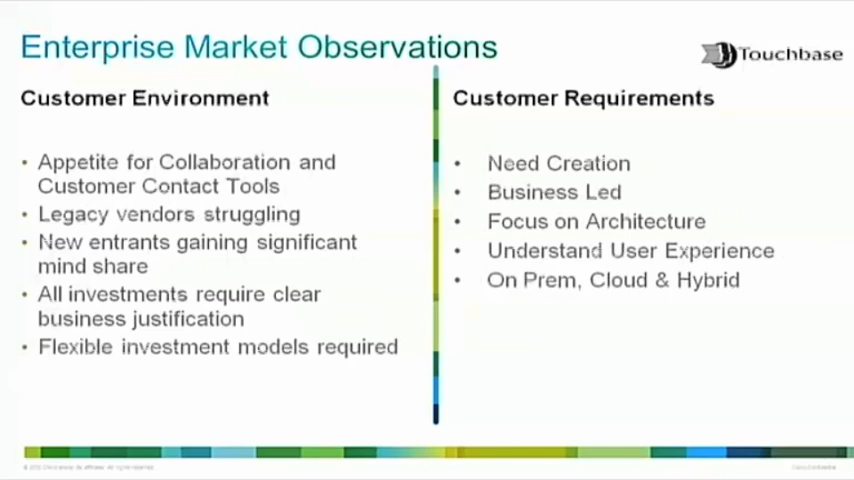 Enterprise Market Observations
Touchbase
Customer Environment
• Appetite for Collaboration and
Customer Contact Tools
• Legacy vendors struggling
• New entrants gaining significant
mind share
• All investments require clear
business justification
• Flexible investment models required
Customer Requirements
• Need Creation
• Business Led
• Focus on Architecture
• Understand User Experience
• On Prem, Cloud & Hybrid